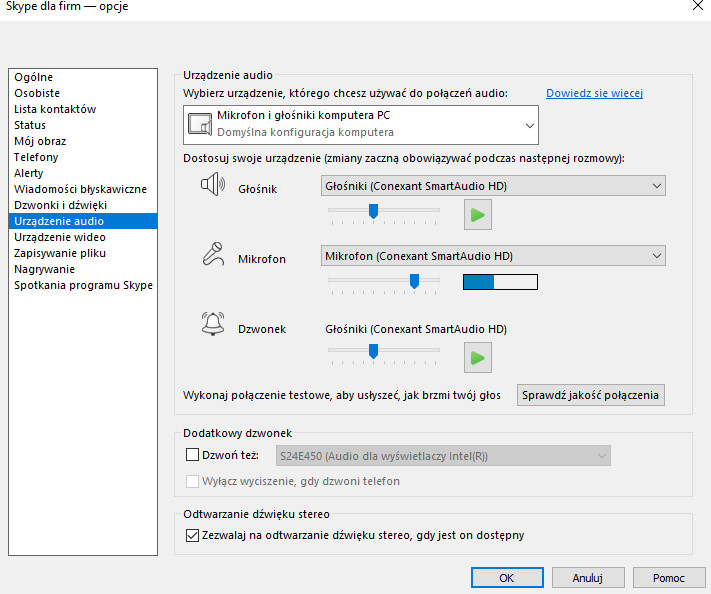 Skype dla firm — opcje
Ogólne
Osobiste
Lista kontaktów
Status
Mój obraz
Telefony
Alerty
Wiadomości błyskawiczne
Dzwonki i dźwięki
Urządzenie audio
Urządzenie wideo
Zapisywanie pliku
Nagrywanie
Spotkania programu Skype
Urządzenie audio
Wybierz urządzenie, którego chcesz używać do połączeń audio:
Dowiedz się więcej
Mikrofon i głośniki komputera PC
Domyślna konfiguracja komputera
Dostosuj swoje urządzenie (zmiany zaczną obowiązywać podczas następnej rozmowy):
Głośnik
Głośniki (Conexant SmartAudio HD)
Mikrofon
Mikrofon (Conexant SmartAudio HD)
Dzwonek
Głośniki (Conexant SmartAudio HD)
Wykonaj połączenie testowe, aby usłyszeć, jak brzmi twój głos
Sprawdź jakość połączenia
Dodatkowy dzwonek
Dzwoń też:
S24E450 (Audio dla wyświetlaczy Intel(R))
Wyłącz wyciszenie, gdy dzwoni telefon
Odtwarzanie dźwięku stereo
Zezwalaj na odtwarzanie dźwięku stereo, gdy jest on dostępny
OK
Anuluj
Pomoc